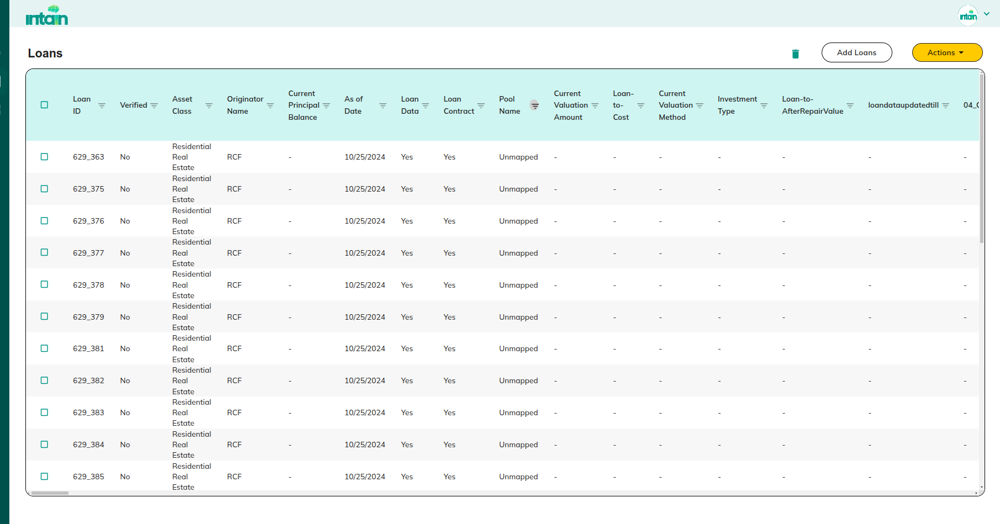 intain
intain
Loans
Add Loans
Actions
Loan ID Verified Asset Class Originator Name Current Principal Balance As of Date Loan Data Loan Contract Pool Name Current Valuation Amount Loan-to-Cost Current Valuation Method Investment Type Loan-to-AfterRepairValue loandataupdatedtill 04_
629_363 No Residential Real Estate RCF - 10/25/2024 Yes Yes Unmapped - - - - - - -
629_375 No Residential Real Estate RCF - 10/25/2024 Yes Yes Unmapped - - - - - - -
629_376 No Residential Real Estate RCF - 10/25/2024 Yes Yes Unmapped - - - - - - -
629_377 No Residential Real Estate RCF - 10/25/2024 Yes Yes Unmapped - - - - - - -
629_378 No Residential Real Estate RCF - 10/25/2024 Yes Yes Unmapped - - - - - - -
629_379 No Residential Real Estate RCF - 10/25/2024 Yes Yes Unmapped - - - - - - -
629_381 No Residential Real Estate RCF - 10/25/2024 Yes Yes Unmapped - - - - - - -
629_382 No Residential Real Estate RCF - 10/25/2024 Yes Yes Unmapped - - - - - - -
629_383 No Residential Real Estate RCF - 10/25/2024 Yes Yes Unmapped - - - - - - -
629_384 No Residential Real Estate RCF - 10/25/2024 Yes Yes Unmapped - - - - - - -
629_385 No Residential Real Estate RCF - 10/25/2024 Yes Yes Unmapped - - - - - - -